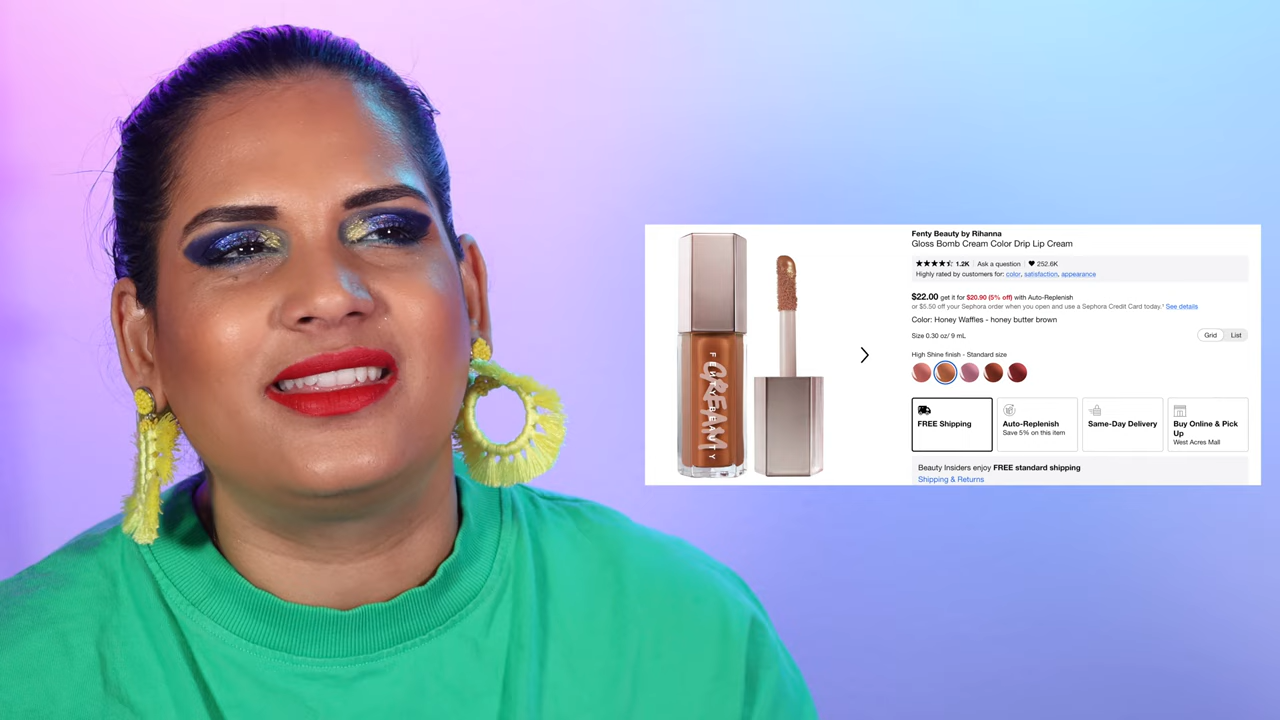 FENTY BEAUTY
CREAM
Fenty Beauty by Rihanna
Gloss Bomb Cream Color Drip Lip Cream
1.2K | Ask a question | 252.6K
Highly rated by customers for: color, satisfaction, appearance
$22.00 get it for $20.90 (5% off) with Auto-Replenish
or $5.50 off your Sephora order when you open and use a Sephora Credit Card today.* See details
Color: Honey Waffles - honey butter brown
Size 0.30 oz/ 9 mL
Grid List
High Shine finish - Standard size
FREE Shipping
Auto-Replenish
Save 5% on this item
Same-Day Delivery
Buy Online & Pick
Up
West Acres Mall
Beauty Insiders enjoy FREE standard shipping
Shipping & Returns